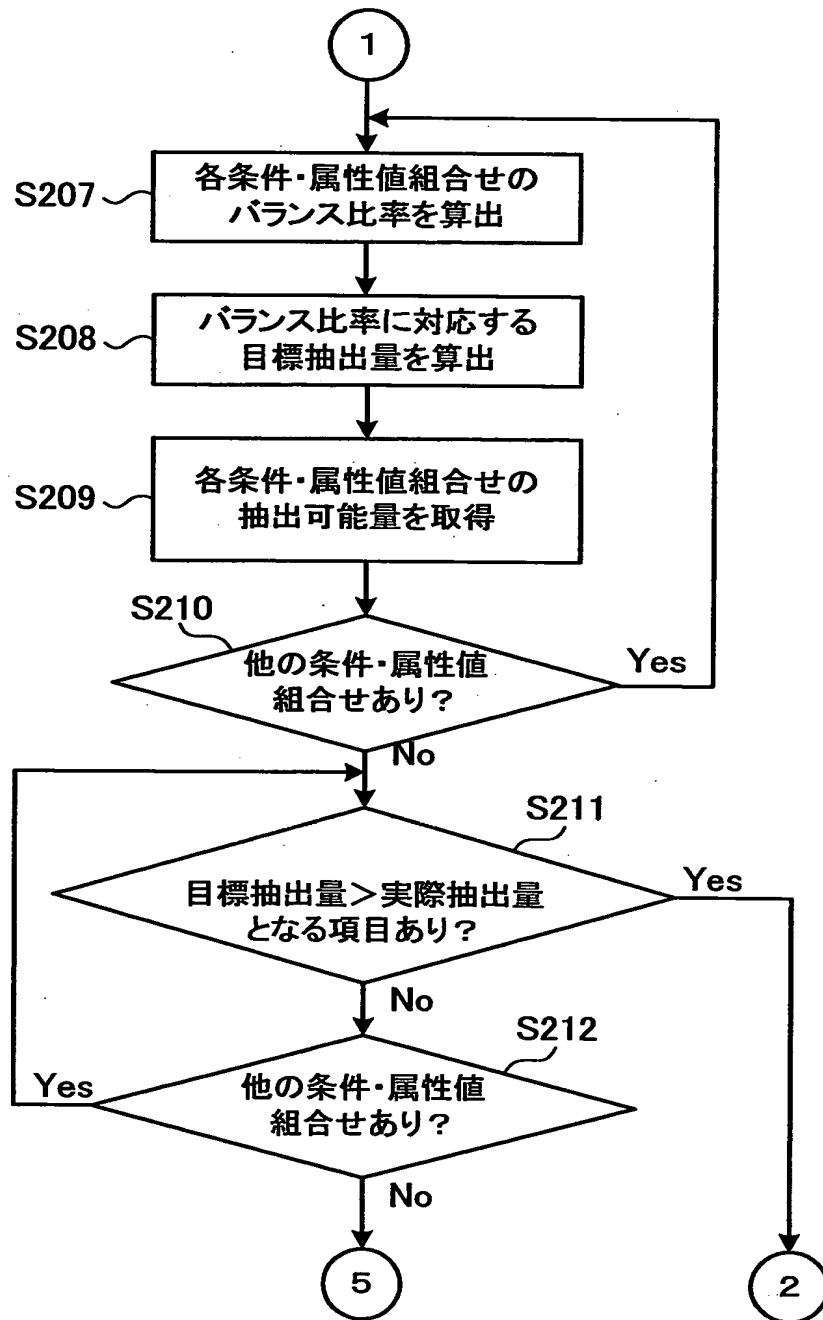 1
S207
各条件・属性値組合せの
バランス比率を算出
S208
バランス比率に対応する
目標抽出量を算出
S209
各条件・属性値組合せの
抽出可能量を取得
S210
他の条件・属性値
組合せあり?
Yes
No
S211
目標抽出量>実際抽出量
となる項目あり?
Yes
No
S212
他の条件・属性値
組合せあり?
Yes
No
5
2